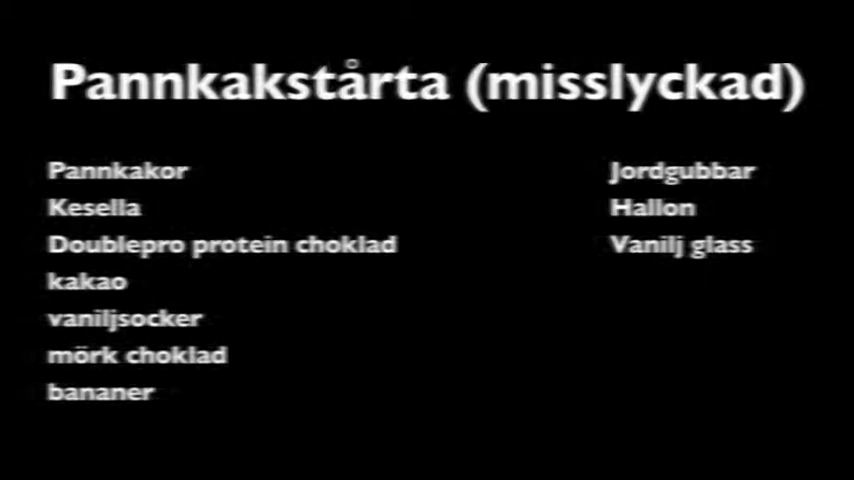 Pannkakstårta (misslyckad)
Pannkakor
Kesella
Doublepro protein choklad
kakao
vaniljsocker
mörk choklad
bananer
Jordgubbar
Hallon
Vanilj glass